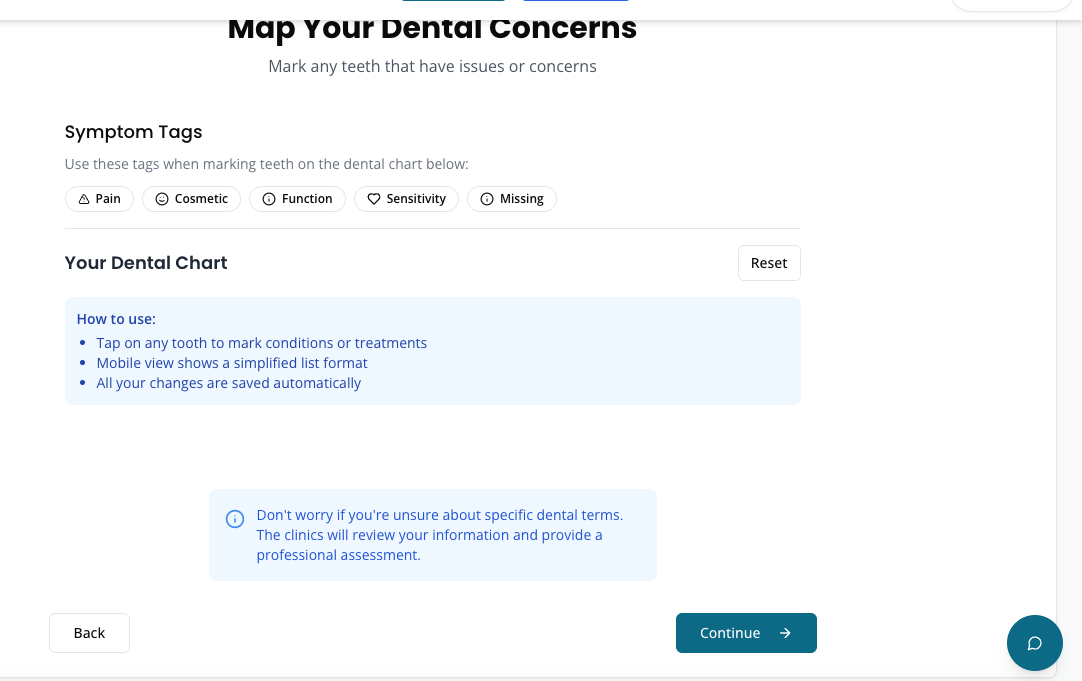 Map Your Dental Concerns
Mark any teeth that have issues or concerns
Symptom Tags
Use these tags when marking teeth on the dental chart below:
Pain Cosmetic Function Sensitivity Missing
Your Dental Chart
Reset
How to use:
Tap on any tooth to mark conditions or treatments
Mobile view shows a simplified list format
All your changes are saved automatically
Don't worry if you're unsure about specific dental terms.
The clinics will review your information and provide a
professional assessment.
Back
Continue